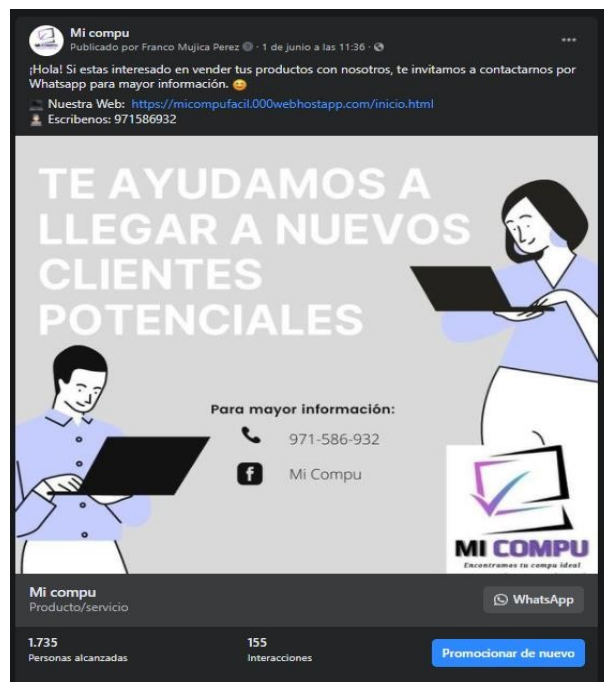 Mi compu
Publicado por Franco Mujica Perez · 1 de junio a las 11:36 ·
¡Hola! Si estas interesado en vender tus productos con nosotros, te invitamos a contactarnos por
Whatsapp para mayor información. 😊
Nuestra Web: https://micompufacil.000webhostapp.com/inicio.html
Escribenos: 971586932
TE AYUDAMOS A
LLEGAR A NUEVOS
CLIENTES
POTENCIALES
Para mayor información:
971-586-932
Mi Compu
MI COMPU
Encontramos tu compu ideal
Mi compu
Producto/servicio
WhatsApp
1.735
Personas alcanzadas
155
Interacciones
Promocionar de nuevo